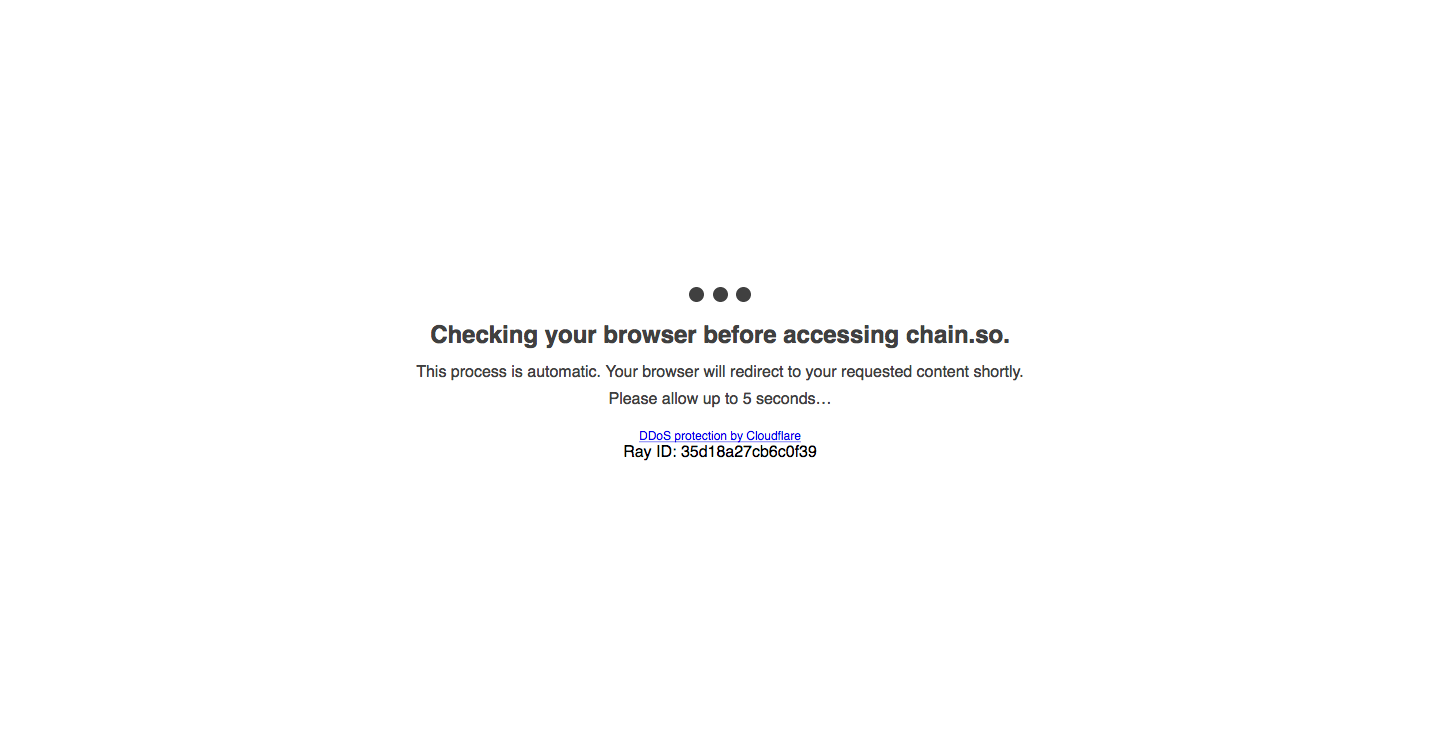 Checking your browser before accessing chain.so.
This process is automatic. Your browser will redirect to your requested content shortly.
Please allow up to 5 seconds…
DDoS protection by Cloudflare
Ray ID: 35d18a27cb6c0f39